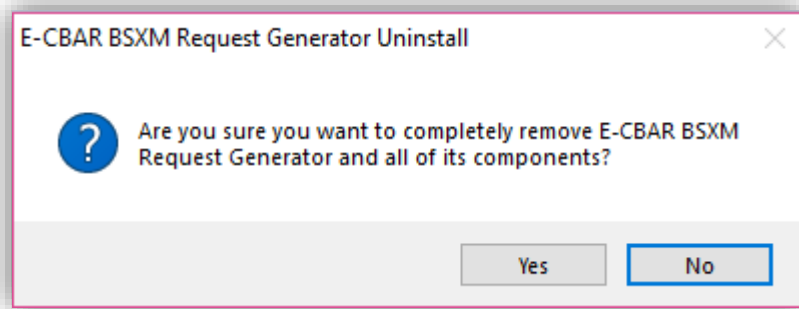 E-CBAR BSXM Request Generator Uninstall
?
Are you sure you want to completely remove E-CBAR BSXM
Request Generator and all of its components?
Yes
No